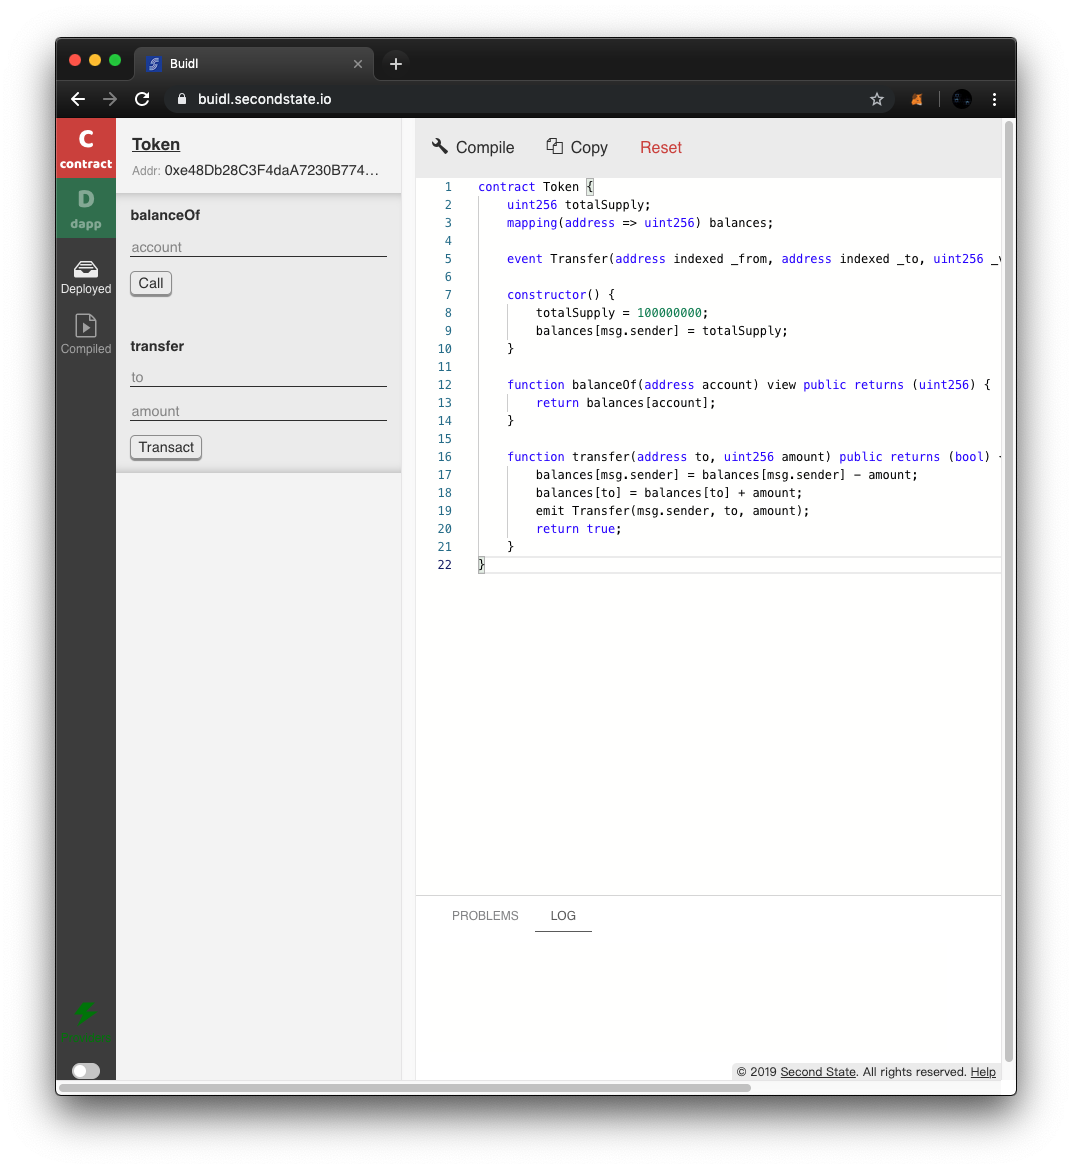 Buidl
buidl.secondstate.io
C
contract
D
dapp
Deployed
Compiled
Providers
Token
Addr: 0xe48Db28C3F4daA7230B774...
balanceOf
account
Call
transfer
to
amount
Transact
Compile Copy Reset
1 contract Token {
2 uint256 totalSupply;
3 mapping(address => uint256) balances;
4
5 event Transfer(address indexed _from, address indexed _to, uint256
6
7 constructor() {
8 totalSupply = 100000000;
9 balances[msg.sender] = totalSupply;
10 }
11
12 function balanceOf(address account) view public returns (uint256) {
13 return balances[account];
14 }
15
16 function transfer(address to, uint256 amount) public returns (bool)
17 balances[msg.sender] = balances[msg.sender] - amount;
18 balances[to] = balances[to] + amount;
19 emit Transfer(msg.sender, to, amount);
20 return true;
21 }
22 }
PROBLEMS LOG
© 2019 Second State. All rights reserved. Help